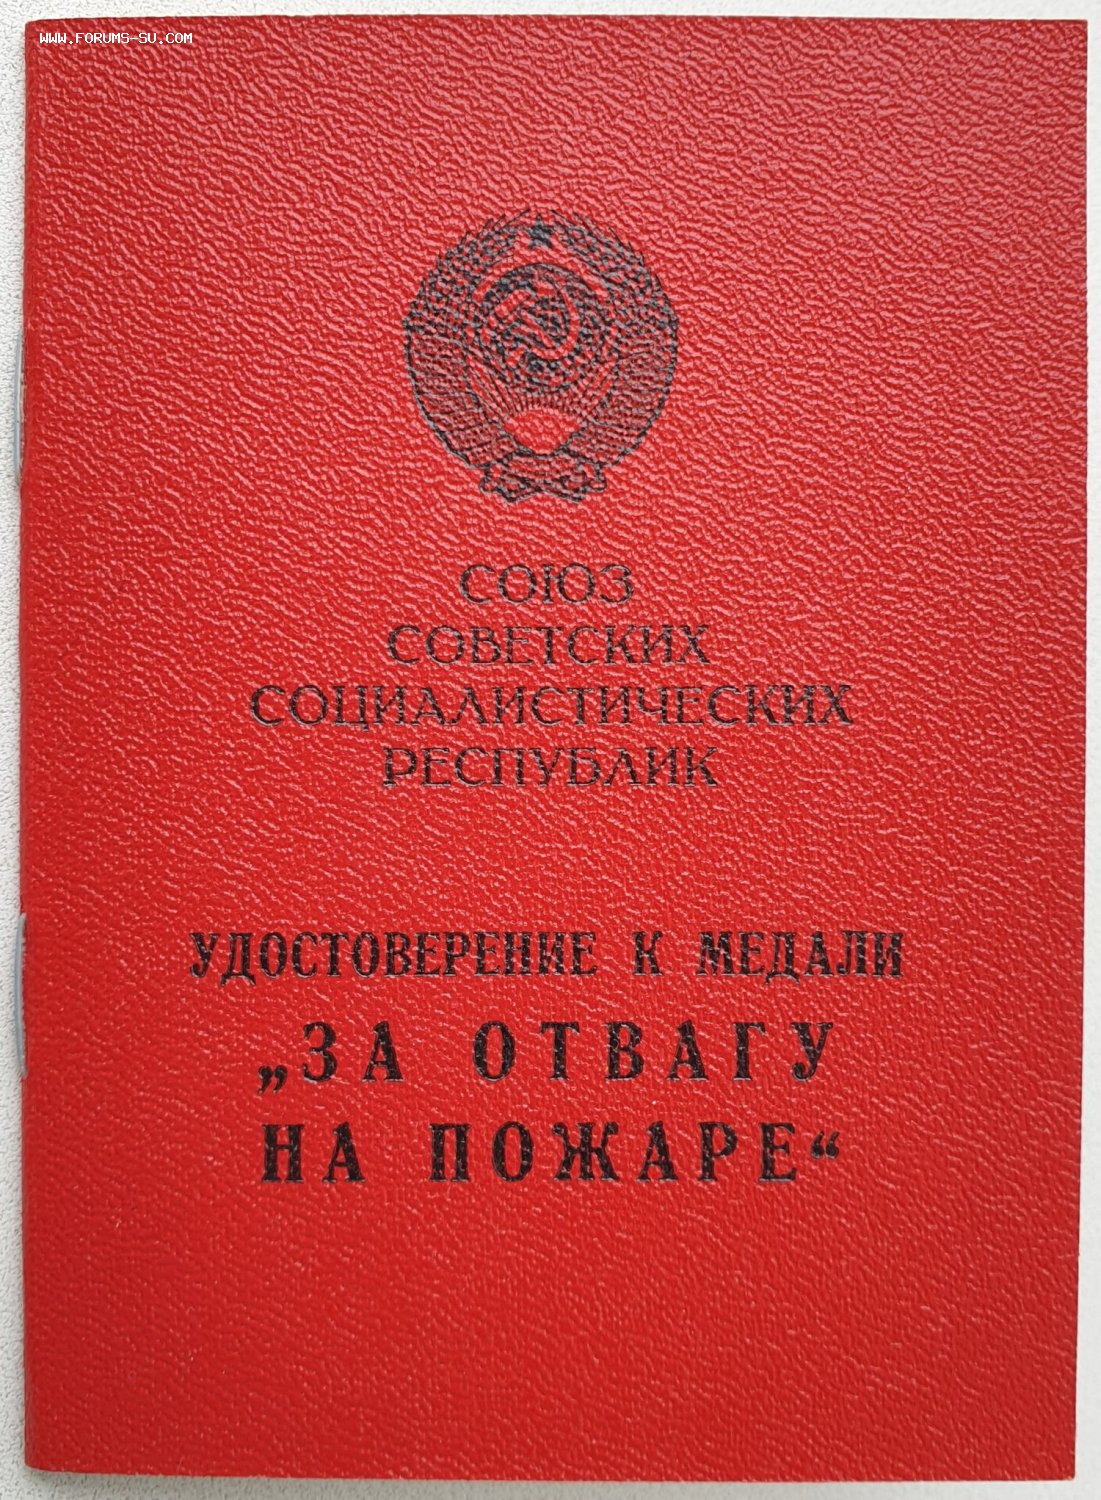 WWW.FORUMS-SU.COM
СОЮЗ
СОВЕТСКИХ
СОЦИАЛИСТИЧЕСКИХ
РЕСПУБЛИК
УДОСТОВЕРЕНИЕ К МЕДАЛИ
„ЗА ОТВАГУ
НА ПОЖАРЕ“